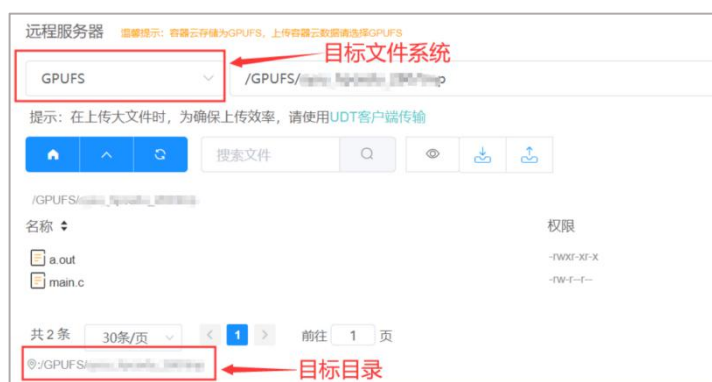 远程服务器 温馨提示：容器云存储为GPUFS，上传容器云数据请选择GPUFS
目标文件系统
GPUFS /GPUFS/
提示：在上传大文件时，为确保上传效率，请使用UDT客户端传输
搜索文件
/GPUFS/
名称 权限
a.out -rwxr-xr-x
main.c -rw-r--r--
共 2 条 30条/页 < 1 > 前往 1 页
:/GPUFS/
目标目录